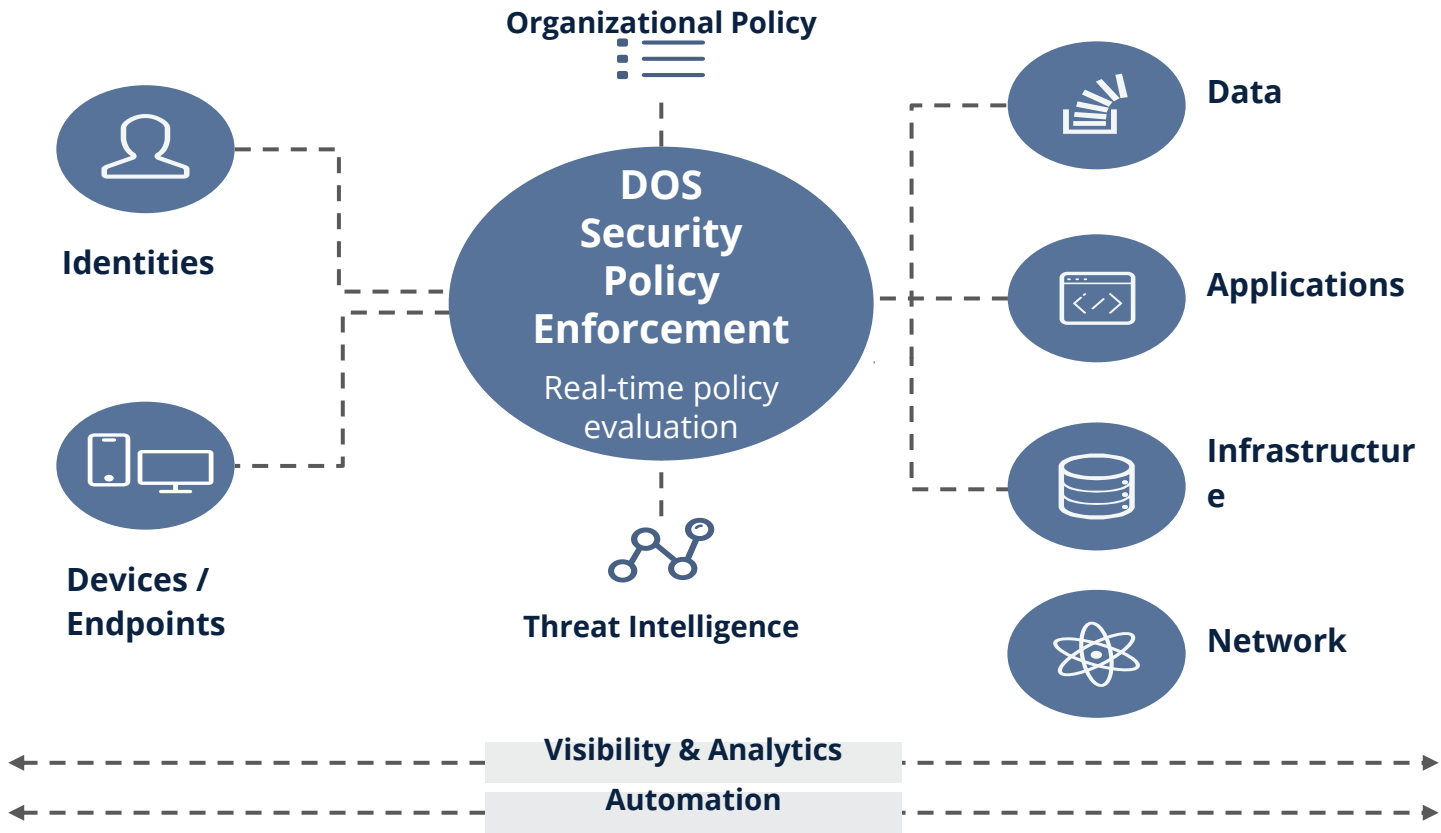 Organizational Policy
Identities
Devices /
Endpoints
DOS
Security
Policy
Enforcement
Real-time policy
evaluation
Threat Intelligence
Data
Applications
Infrastructur
e
Network
Visibility & Analytics
Automation